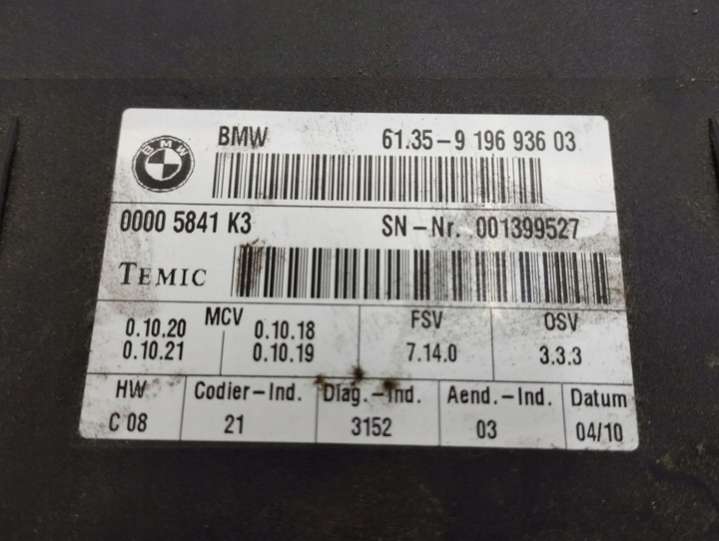 BMW
BMW 61.35-9 196 936 03
0000 5841 K3 SN-Nr. 001399527
TEMIC
MCV FSV OSV
0.10.20 0.10.18
0.10.21 0.10.19 7.14.0 3.3.3
HW Codier-Ind. Diag.-Ind. Aend.-Ind. Datum
C 08 21 3152 03 04/10